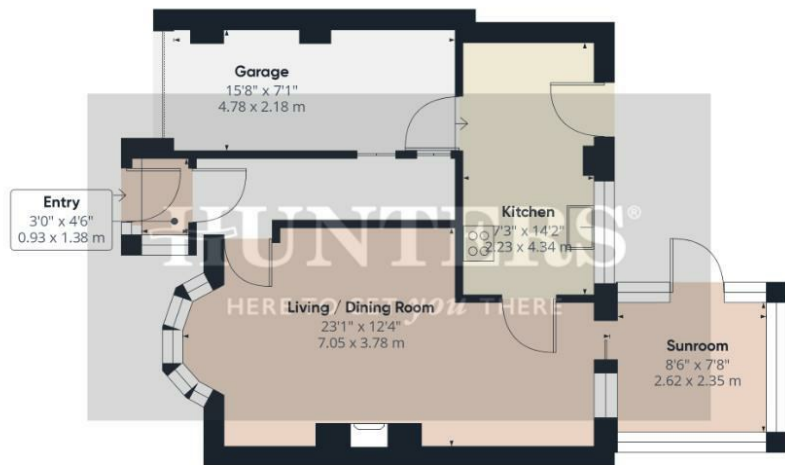 Garage
15'8" x 7'1"
4.78 x 2.18 m
Entry
3'0" x 4'6"
0.93 x 1.38 m
Kitchen
7'3" x 14'2"
2.23 x 4.34 m
HUNTERS®
HERE TO GET you THERE
Living / Dining Room
23'1" x 12'4"
7.05 x 3.78 m
Sunroom
8'6" x 7'8"
2.62 x 2.35 m